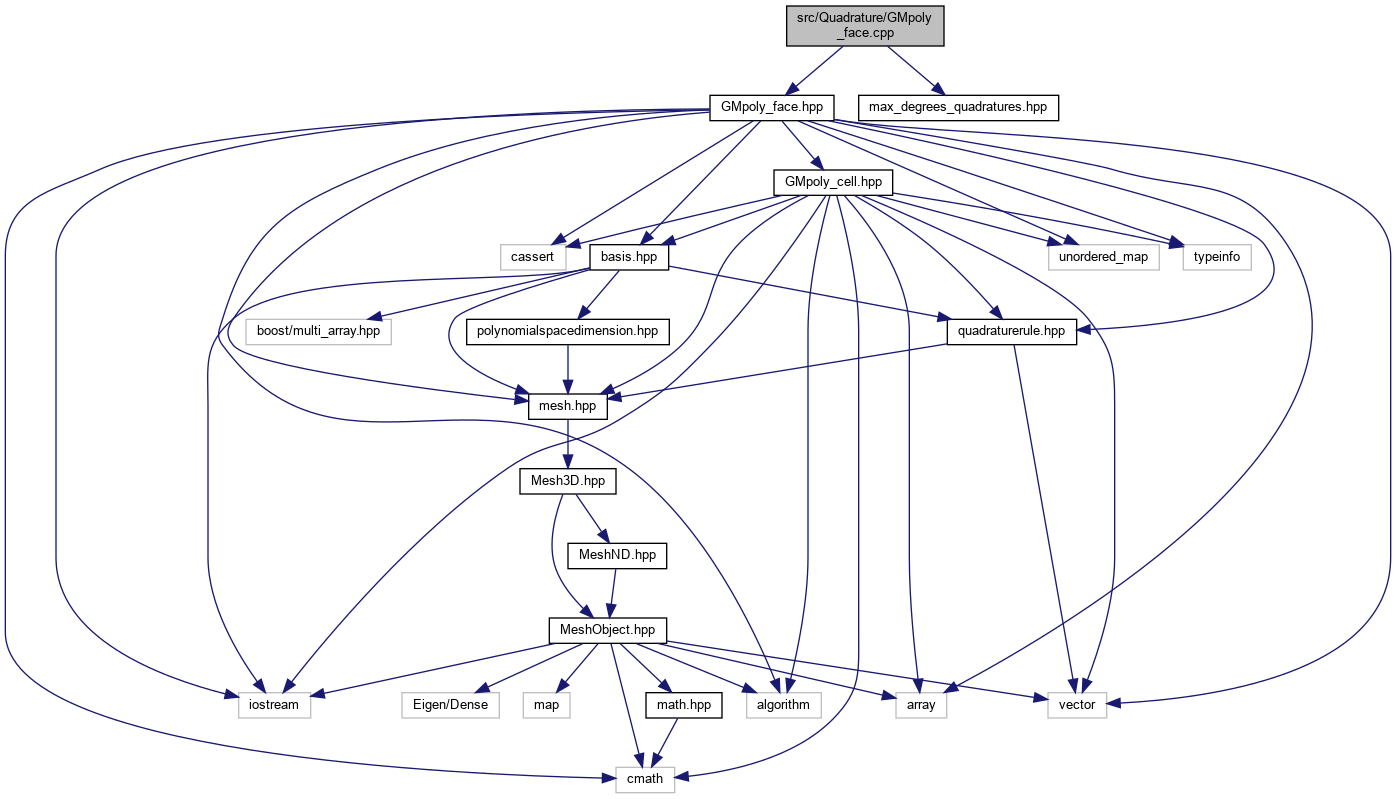 src/Quadrature/GMpoly
_face.cpp
GMpoly_face.hpp
max_degrees_quadratures.hpp
GMpoly_cell.hpp
cassert
basis.hpp
unordered_map
typeinfo
boost/multi_array.hpp
polynomialspacedimension.hpp
quadraturerule.hpp
mesh.hpp
Mesh3D.hpp
MeshND.hpp
MeshObject.hpp
iostream
Eigen/Dense
map
math.hpp
algorithm
array
vector
cmath